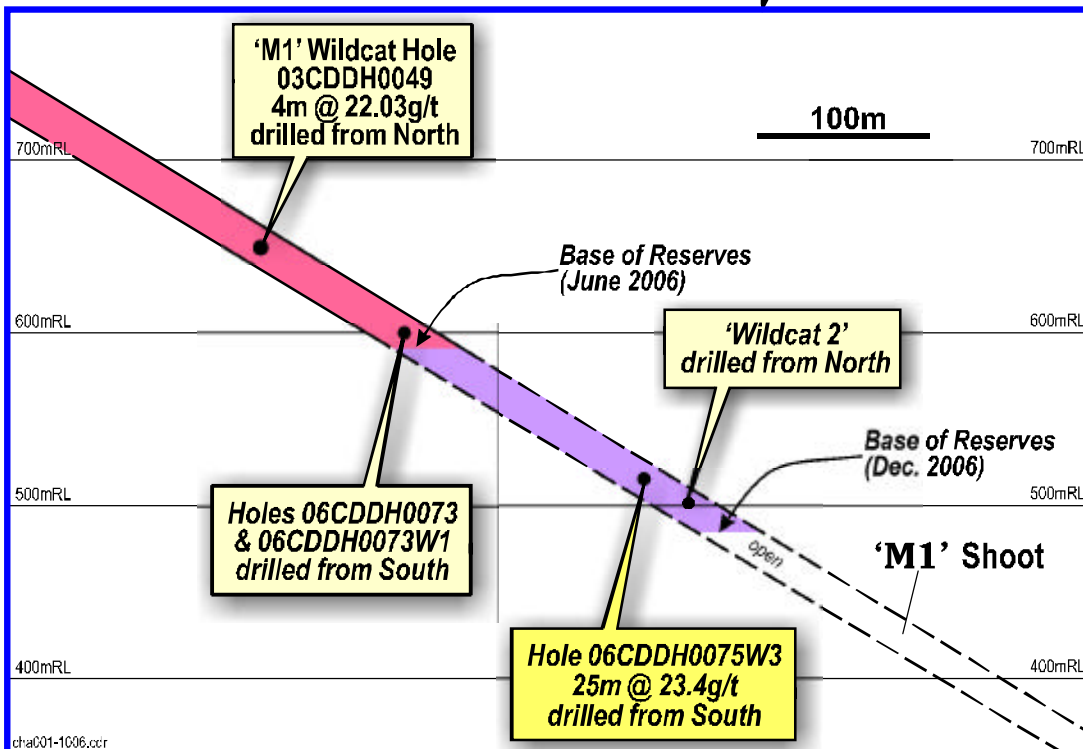 'M1' Wildcat Hole
03CDDH0049
4m @ 22.03g/t
drilled from North
100m
700mRL
700mRL
Base of Reserves
(June 2006)
600mRL
600mRL
'Wildcat 2'
drilled from North
Base of Reserves
(Dec. 2006)
500mRL
500mRL
Holes 06CDDH0073
& 06CDDH0073W1
drilled from South
open
'M1' Shoot
Hole 06CDDH0075W3
25m @ 23.4g/t
drilled from South
400mRL
400mRL
cha001-1006.cdr